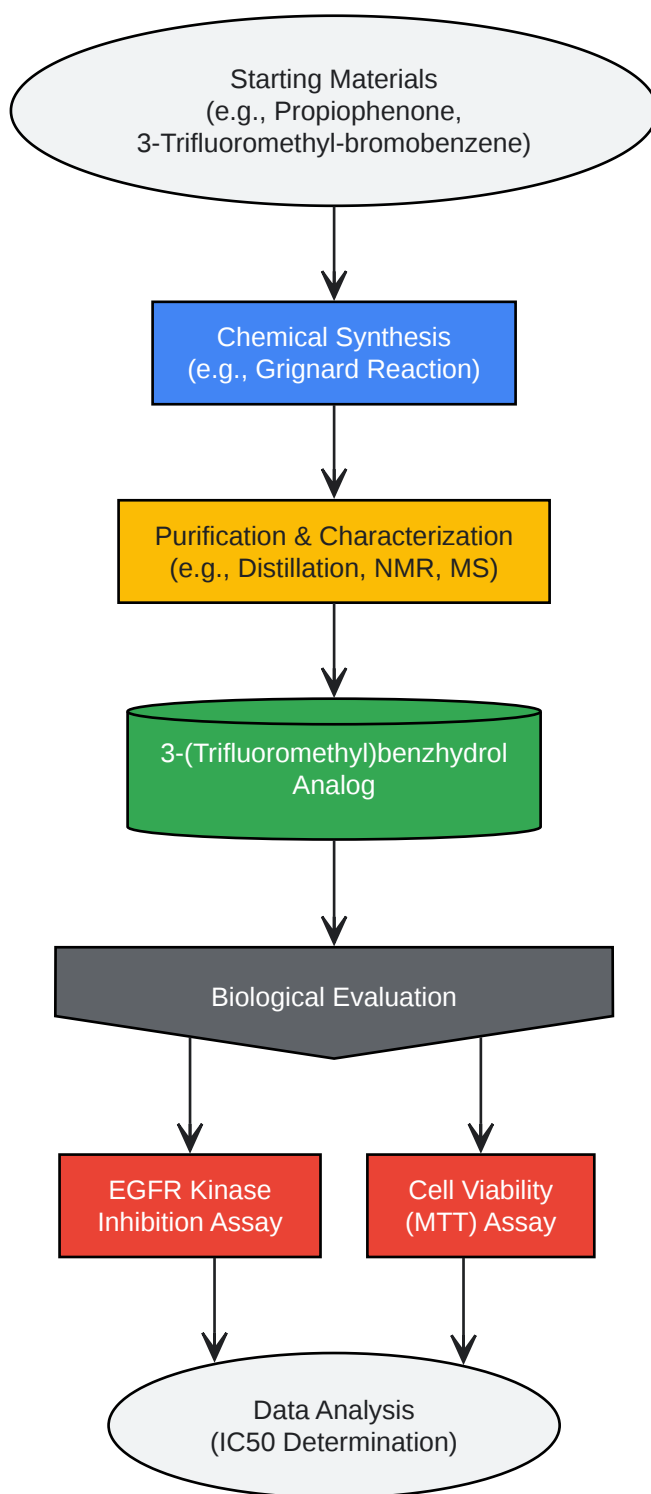 Starting Materials
(e.g., Propiophenone,
3-Trifluoromethyl-bromobenzene)
Chemical Synthesis
(e.g., Grignard Reaction)
Purification & Characterization
(e.g., Distillation, NMR, MS)
3-(Trifluoromethyl)benzhydrol
Analog
Biological Evaluation
EGFR Kinase
Inhibition Assay
Cell Viability
(MTT) Assay
Data Analysis
(IC50 Determination)